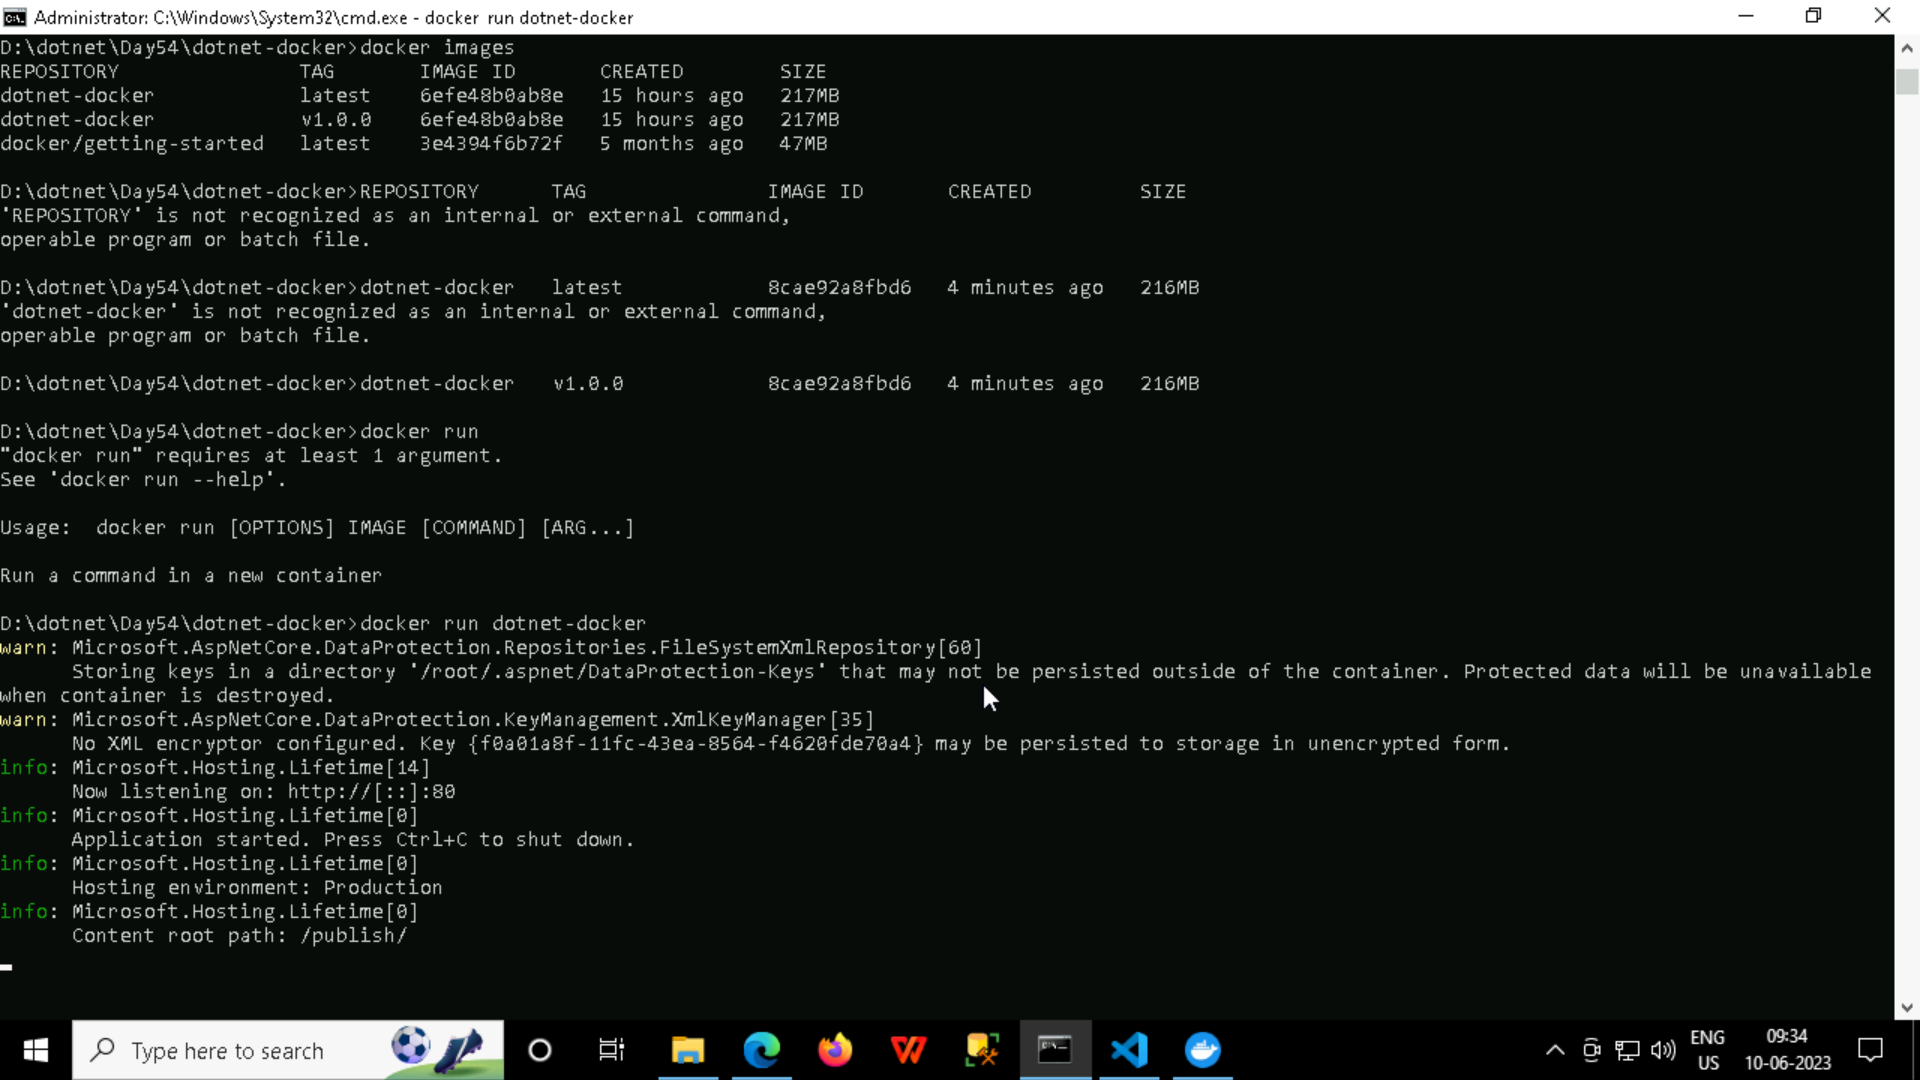 Administrator: C:\Windows\System32\cmd.exe - docker  run dotnet-docker
D:\dotnet\Day54\dotnet-docker>docker images
REPOSITORY               TAG       IMAGE ID       CREATED        SIZE
dotnet-docker            latest    6efe48b0ab8e   15 hours ago   217MB
dotnet-docker            v1.0.0    6efe48b0ab8e   15 hours ago   217MB
docker/getting-started   latest    3e4394f6b72f   5 months ago   47MB
D:\dotnet\Day54\dotnet-docker>REPOSITORY      TAG               IMAGE ID       CREATED         SIZE
'REPOSITORY' is not recognized as an internal or external command,
operable program or batch file.
D:\dotnet\Day54\dotnet-docker>dotnet-docker   latest            8cae92a8fbd6   4 minutes ago   216MB
'dotnet-docker' is not recognized as an internal or external command,
operable program or batch file.
D:\dotnet\Day54\dotnet-docker>dotnet-docker   v1.0.0            8cae92a8fbd6   4 minutes ago   216MB
D:\dotnet\Day54\dotnet-docker>docker run
"docker run" requires at least 1 argument.
See 'docker run --help'.
Usage:  docker run [OPTIONS] IMAGE [COMMAND] [ARG...]
Run a command in a new container
D:\dotnet\Day54\dotnet-docker>docker run dotnet-docker
warn: Microsoft.AspNetCore.DataProtection.Repositories.FileSystemXmlRepository[60]
      Storing keys in a directory '/root/.aspnet/DataProtection-Keys' that may not be persisted outside of the container. Protected data will be unavailable
when container is destroyed.
warn: Microsoft.AspNetCore.DataProtection.KeyManagement.XmlKeyManager[35]
      No XML encryptor configured. Key {f0a01a8f-11fc-43ea-8564-f4620fde70a4} may be persisted to storage in unencrypted form.
info: Microsoft.Hosting.Lifetime[14]
      Now listening on: http://[::]:80
info: Microsoft.Hosting.Lifetime[0]
      Application started. Press Ctrl+C to shut down.
info: Microsoft.Hosting.Lifetime[0]
      Hosting environment: Production
info: Microsoft.Hosting.Lifetime[0]
      Content root path: /publish/
Type here to search
ENG
US
09:34
10-06-2023